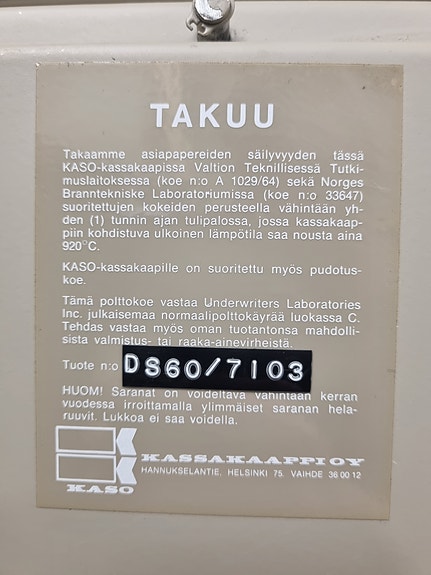 TAKUU
Takaamme asiapapereiden säilyvyyden tässä
KASO-kassakaapissa Valtion Teknillisessä Tutki-
muslaitoksessa (koe n:o A 1029/64) sekä Norges
Branntekniske Laboratoriumissa (koe n:o 33647)
suoritettujen kokeiden perusteella vähintään yh-
den (1) tunnin ajan tulipalossa, jossa kassakaap-
piin kohdistuva ulkoinen lämpötila saa nousta aina
920°C.
KASO-kassakaapille on suoritettu myös pudotus-
koe.
Tämä polttokoe vastaa Underwriters Laboratories
Inc. julkaisemaa normaalipolttokäyrää luokassa C.
Tehdas vastaa myös oman tuotantonsa mahdolli-
sista valmistus- tai raaka-ainevirheistä.
Tuote n:o DS60/7103
HUOM! Saranat on voideltava vähintään kerran
vuodessa irroittamalla ylimmäiset saranan hela-
ruuvit. Lukkoa ei saa voidella.
KASSAKAAPPI OY
HANNUKSELANTIE, HELSINKI 75. VAIHDE 36 00 12
KASO